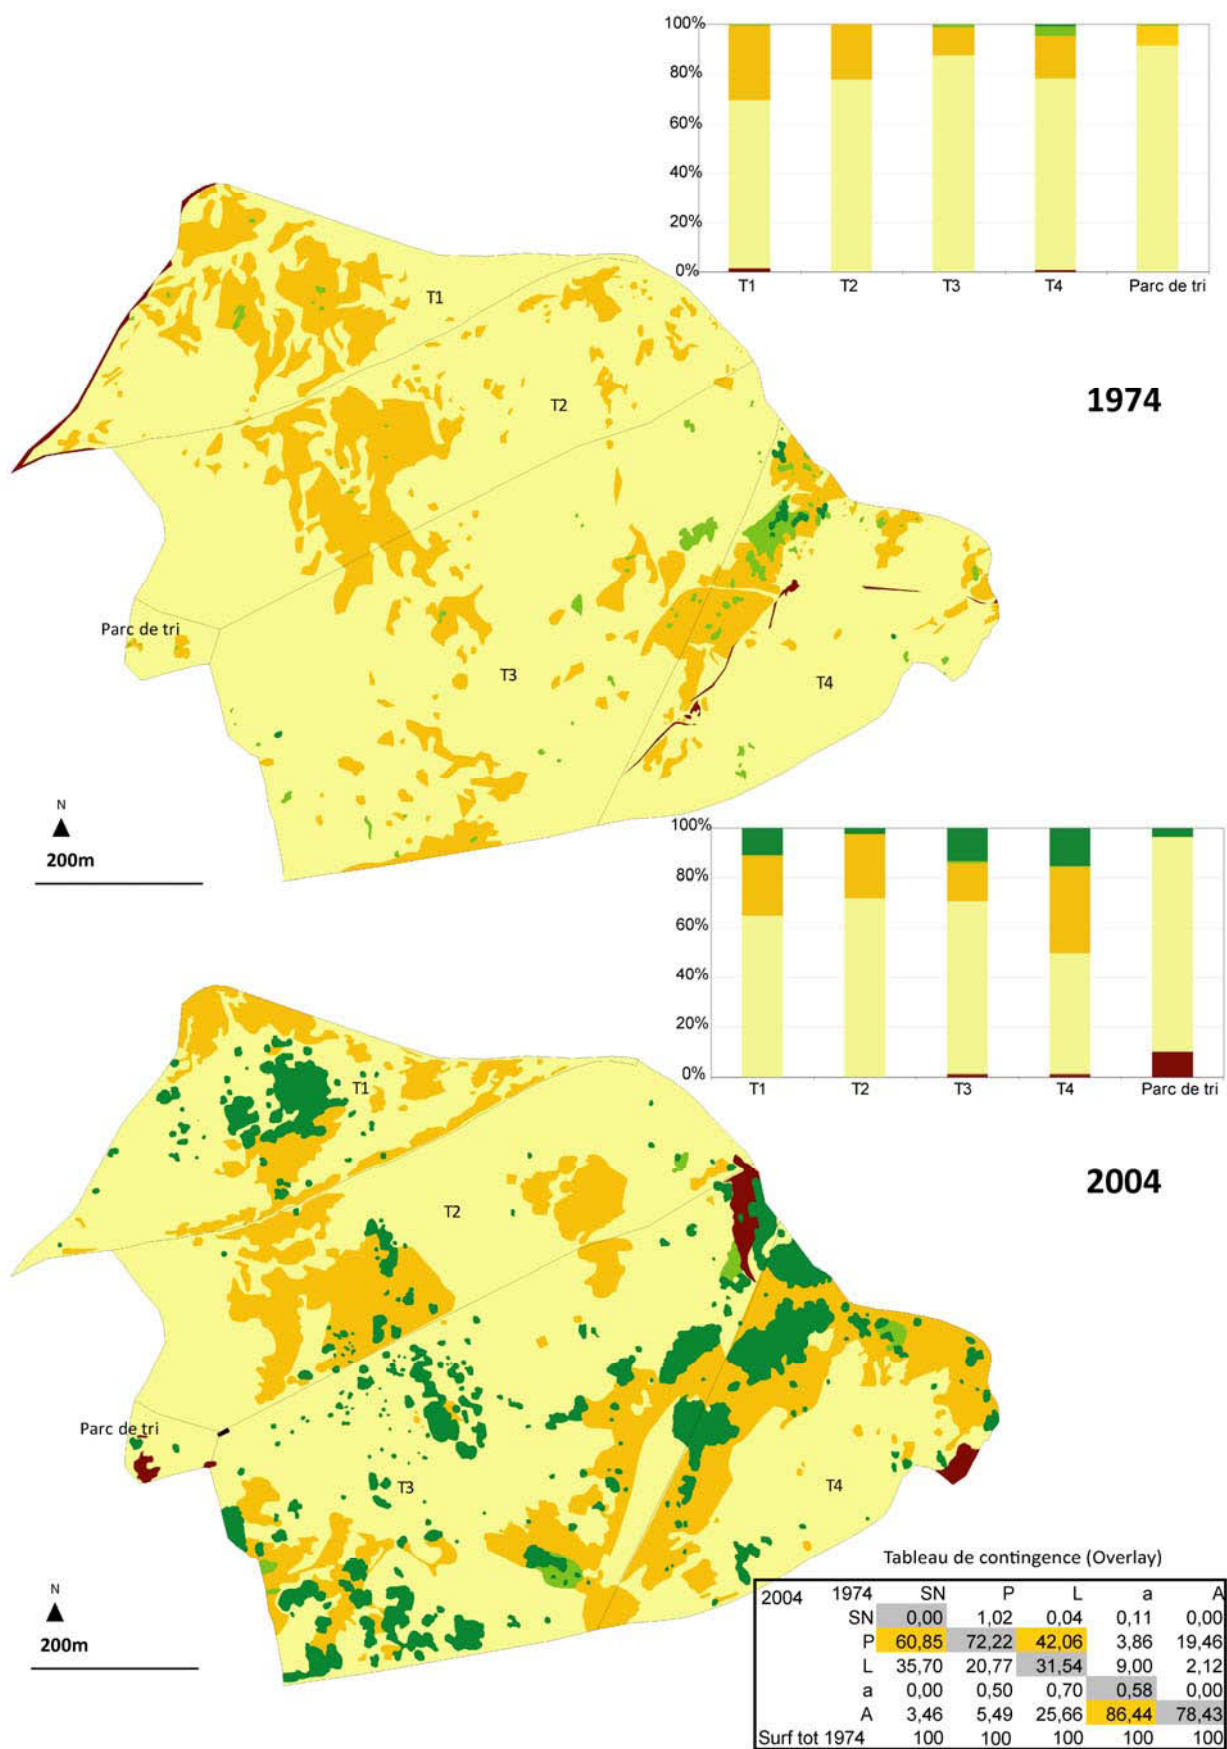 100%
80%
60%
40%
20%
0%
T1 T2 T3 T4 Parc de tri
1974
T1
T2
Parc de tri
T3
T4
N
200m
100%
80%
60%
40%
20%
0%
T1 T2 T3 T4 Parc de tri
2004
T1
T2
Parc de tri
T3
T4
N
200m
Tableau de contingence (Overlay)
2004 1974 SN P L a A
SN 0,00 1,02 0,04 0,11 0,00
P 60,85 72,22 42,06 3,86 19,46
L 35,70 20,77 31,54 9,00 2,12
a 0,00 0,50 0,70 0,58 0,00
A 3,46 5,49 25,66 86,44 78,43
Surf tot 1974 100 100 100 100 100